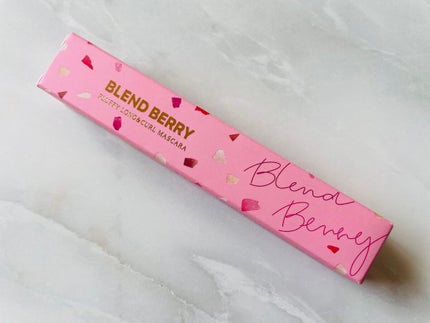 BLEND BERRY
FLUFFY LONG&CURL MASCARA
Blend
Berry